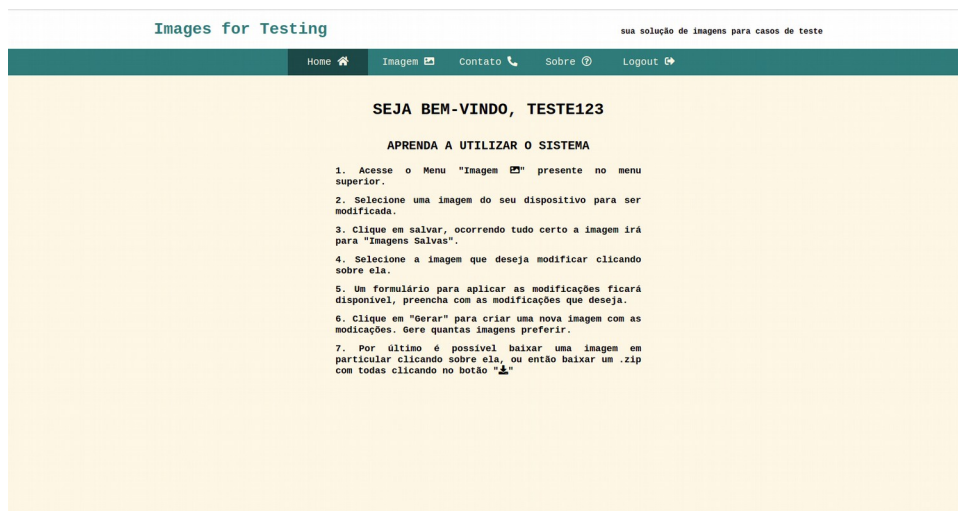 Images for Testing
sua solução de imagens para casos de teste
Home
Imagem
Contato
Sobre
Logout
SEJA BEM-VINDO, TESTE123
APRENDA A UTILIZAR O SISTEMA
1. Acesse o Menu "Imagem " presente no menu
superior.
2. Selecione uma imagem do seu dispositivo para ser
modificada.
3. Clique em salvar, ocorrendo tudo certo a imagem irá
para "Imagens Salvas".
4. Selecione a imagem que deseja modificar clicando
sobre ela.
5. Um formulário para aplicar as modificações ficará
disponível, preencha com as modificações que deseja.
6. Clique em "Gerar" para criar uma nova imagem com as
modicações. Gere quantas imagens preferir.
7. Por último é possível baixar uma imagem em
particular clicando sobre ela, ou então baixar um .zip
com todas clicando no botão ""